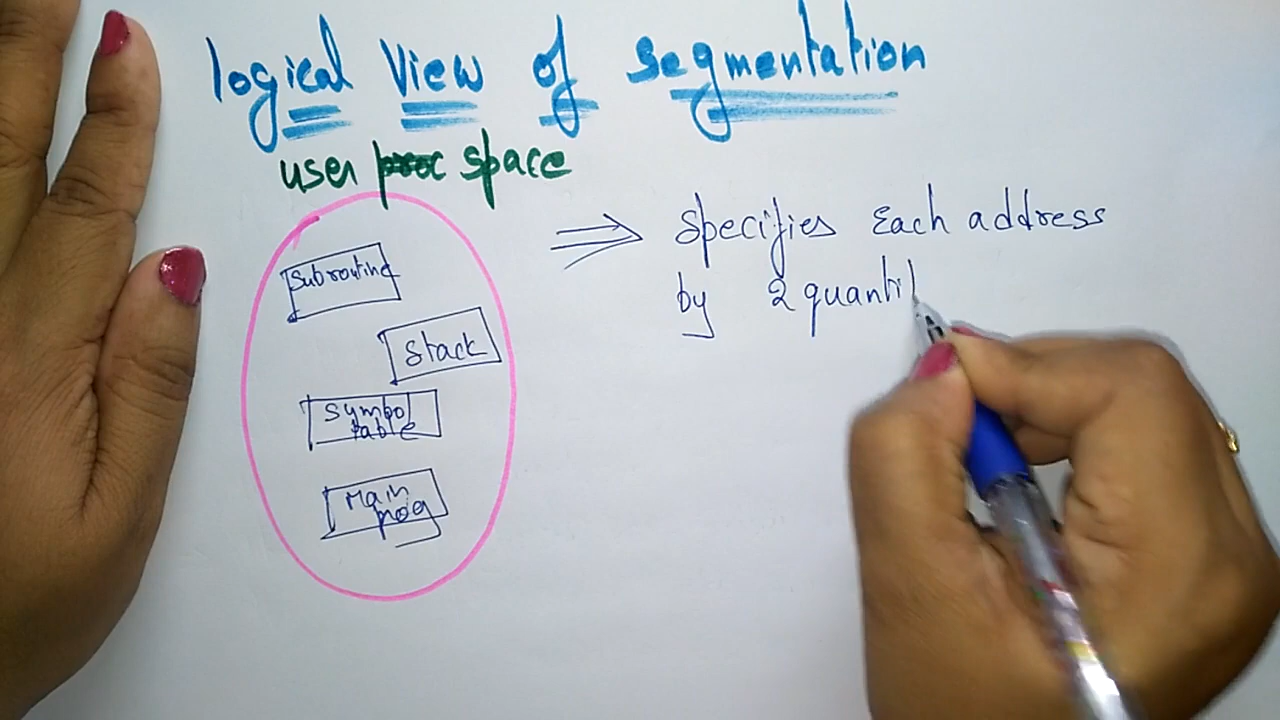 logical View of segmentation
user space
Subroutine
Stack
Symbol
table
Main
prog
Specifies Each address
by 2 quanti